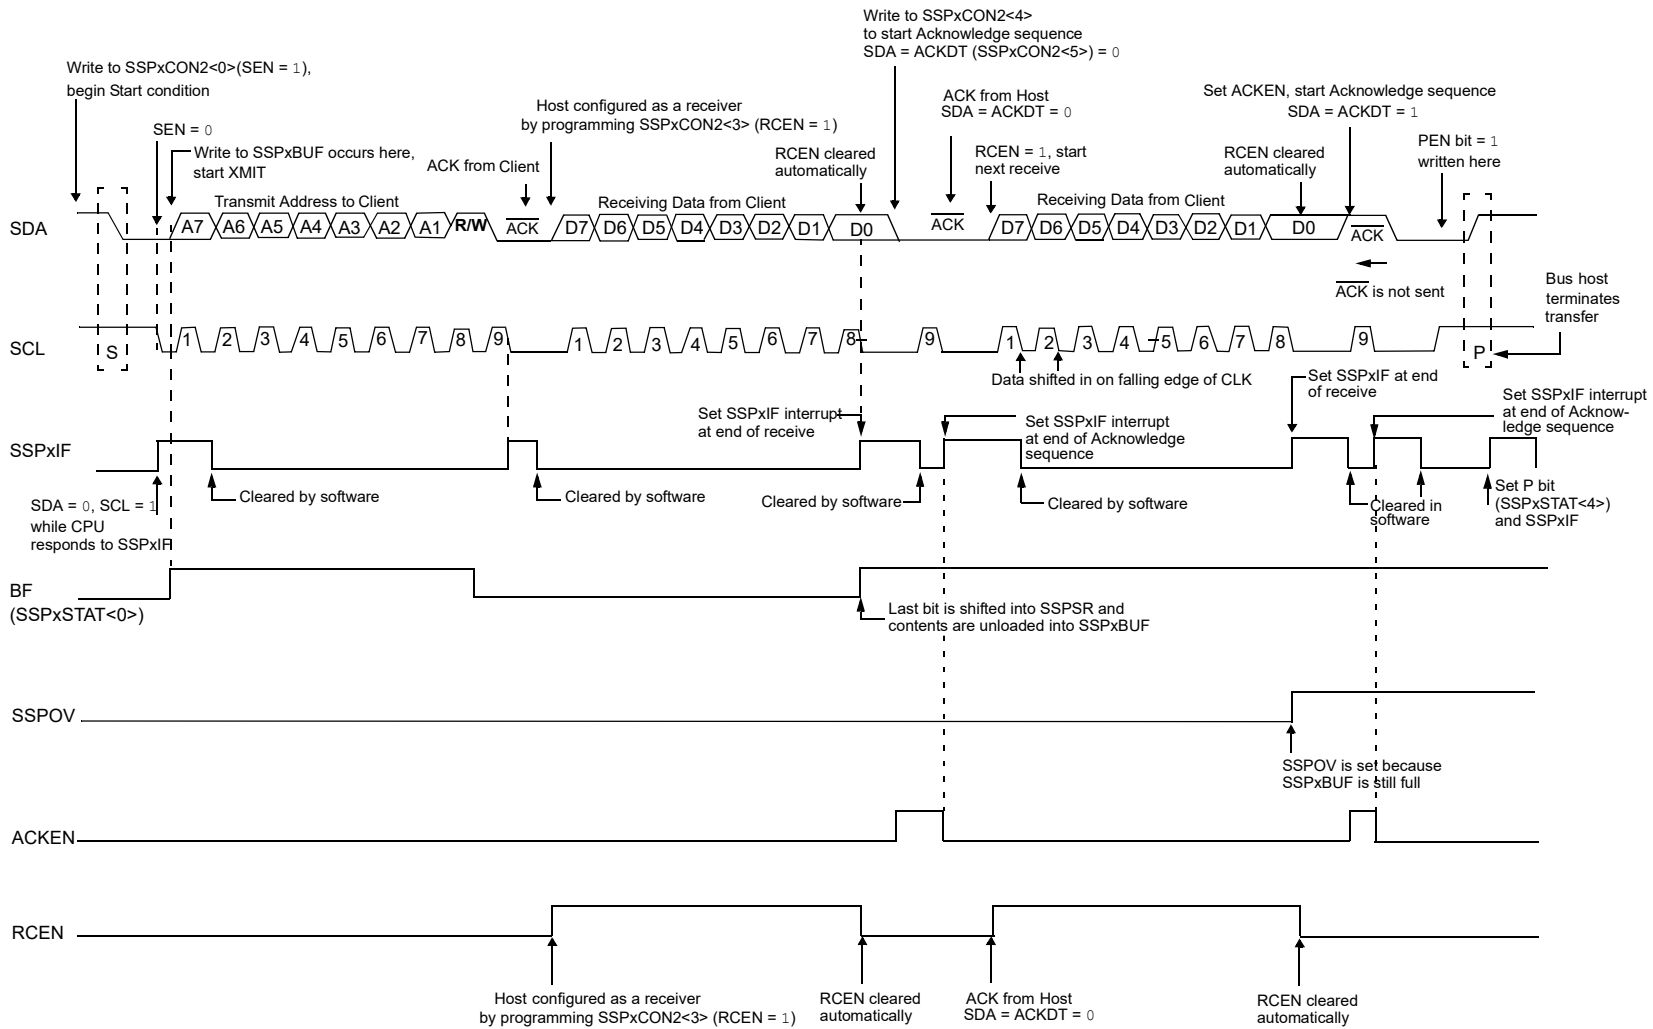 Write to SSPxCON2<4>
to start Acknowledge sequence
SDA = ACKDT (SSPxCON2<5>) = 0
Write to SSPxCON2<0>(SEN = 1),
begin Start condition
ACK from Host
SDA = ACKDT = 0
Set ACKEN, start Acknowledge sequence
SDA = ACKDT = 1
Host configured as a receiver
by programming SSPxCON2<3> (RCEN = 1)
SEN = 0
Write to SSPxBUF occurs here,
start XMIT
ACK from Client
RCEN cleared
automatically
RCEN = 1, start
next receive
RCEN cleared
automatically
PEN bit = 1
written here
Transmit Address to Client
Receiving Data from Client
Receiving Data from Client
SDA
A7 A6 A5 A4 A3 A2 A1 R/W ACK D7 D6 D5 D4 D3 D2 D1 D0 ACK D7 D6 D5 D4 D3 D2 D1 D0 ACK
ACK is not sent
Bus host
terminates
transfer
SCL
S 1 2 3 4 5 6 7 8 9 1 2 3 4 5 6 7 8 9 1 2 3 4 5 6 7 8 9 P
Data shifted in on falling edge of CLK
Set SSPxIF at end
of receive
Set SSPxIF interrupt
at end of receive
Set SSPxIF interrupt
at end of Acknowledge
sequence
Set SSPxIF interrupt
at end of Acknow-
ledge sequence
SSPxIF
Cleared by software
Cleared by software
Cleared by software
Cleared by software
Cleared in
software
Set P bit
(SSPxSTAT<4>)
and SSPxIF
SDA = 0, SCL = 1
while CPU
responds to SSPxIF
BF
(SSPxSTAT<0>)
Last bit is shifted into SSPSR and
contents are unloaded into SSPxBUF
SSPOV
SSPOV is set because
SSPxBUF is still full
ACKEN
RCEN
Host configured as a receiver
by programming SSPxCON2<3> (RCEN = 1)
RCEN cleared
automatically
ACK from Host
SDA = ACKDT = 0
RCEN cleared
automatically